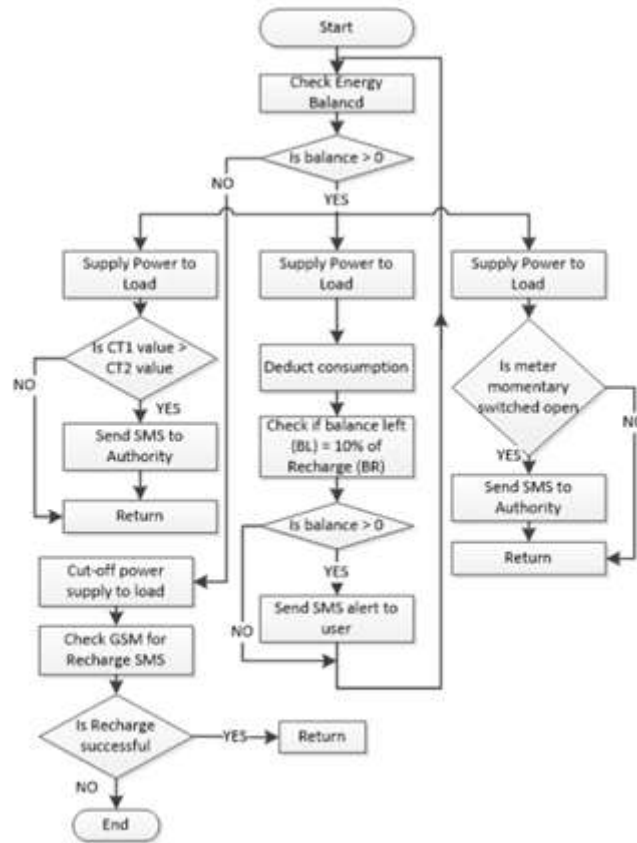 Start
Check Energy
Balancd
Is balance > 0
NO
YES
Supply Power to
Load
Supply Power to
Load
Supply Power to
Load
Is CT1 value >
CT2 value
NO
YES
Send SMS to
Authority
Return
Deduct consumption
Check if balance left
(BL) = 10% of
Recharge (BR)
Is balance > 0
YES
NO
Send SMS alert to
user
Is meter
momentary
switched open
NO
YES
Send SMS to
Authority
Return
Cut-off power
supply to load
Check GSM for
Recharge SMS
Is Recharge
successful
YES
Return
NO
End